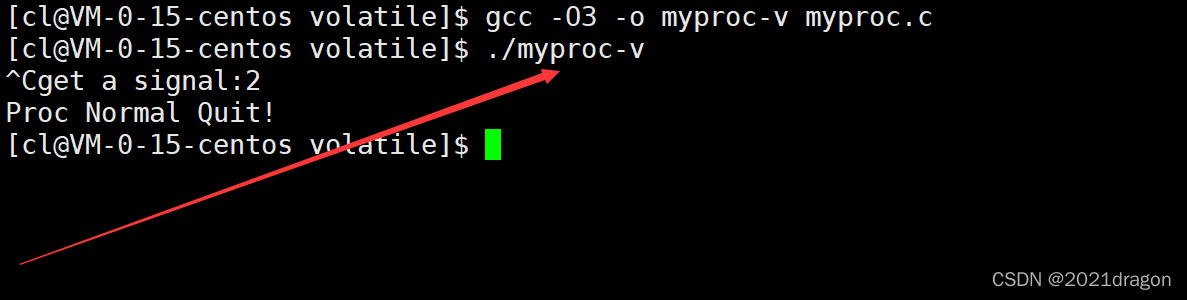 [cl@VM-0-15-centos volatile]$ gcc -O3 -o myproc-v myproc.c
[cl@VM-0-15-centos volatile]$ ./myproc-v
^Cget a signal:2
Proc Normal Quit!
[cl@VM-0-15-centos volatile]$
CSDN @2021dragon